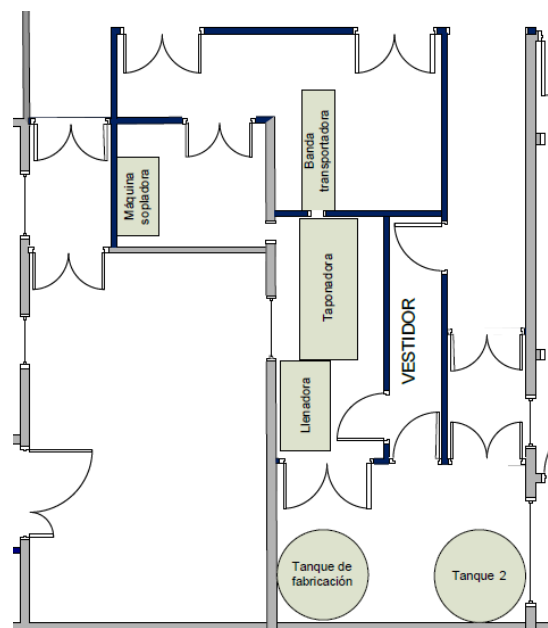 Banda
transportadora
Máquina
sopladora
Taponadora
VESTIDOR
Llenadora
Tanque de
fabricación
Tanque 2